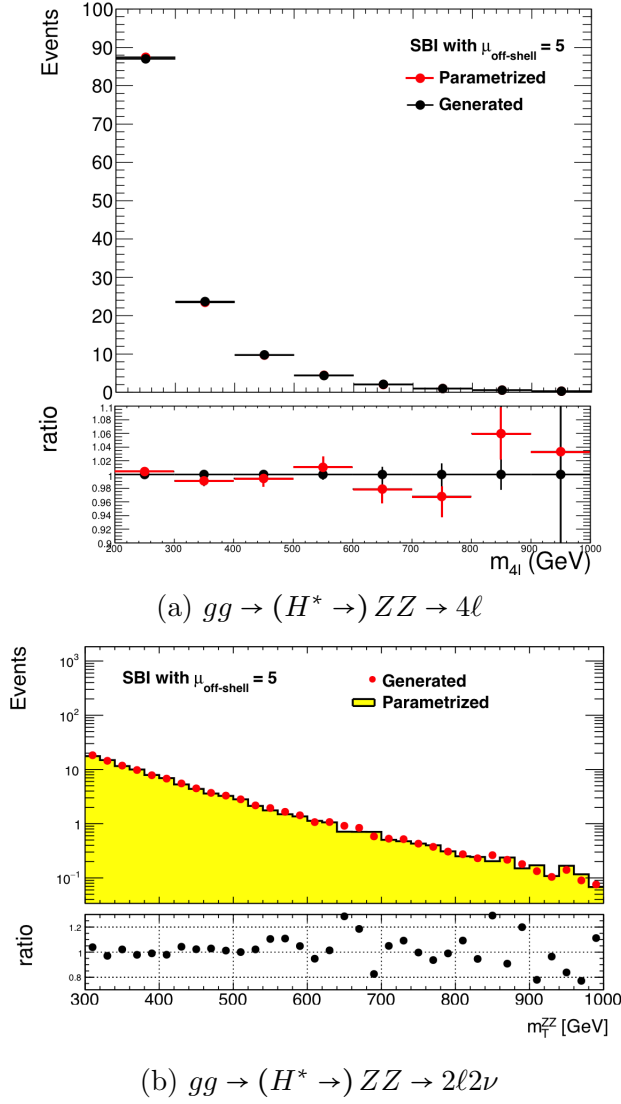 Events
100
90
80
70
60
50
40
30
20
10
0
SBI with μoff-shell = 5
Parametrized
Generated
ratio
1.1
1.08
1.06
1.04
1.02
1
0.98
0.96
0.94
0.92
0.9
200 300 400 500 600 700 800 900 1000
m4l (GeV)
(a) gg → (H* →) ZZ → 4ℓ
Events
10³
10²
10
1
10⁻¹
SBI with μoff-shell = 5
Generated
Parametrized
ratio
1.2
1
0.8
300 400 500 600 700 800 900 1000
m_T^ZZ [GeV]
(b) gg → (H* →) ZZ → 2ℓ2ν